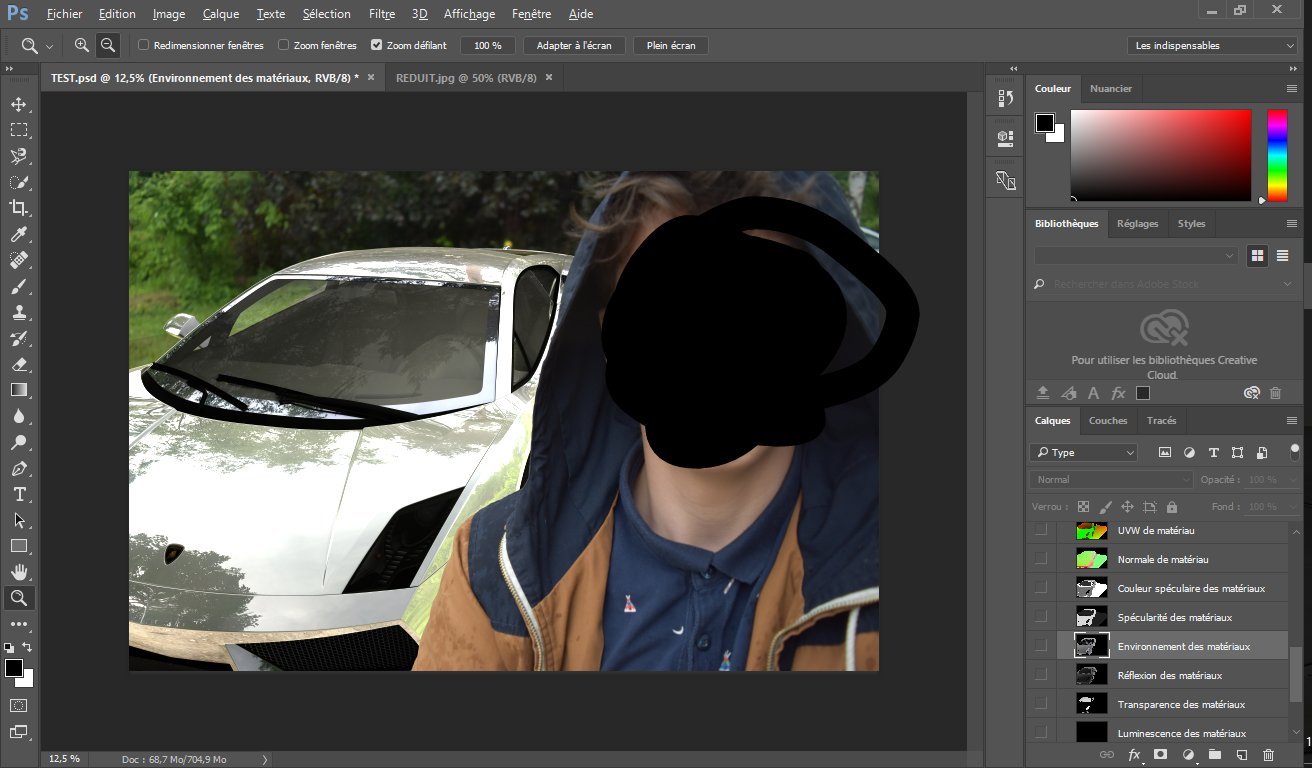 Ps Fichier Edition Image Calque Texte Sélection Filtre 3D Affichage Fenêtre Aide
Redimensionner fenêtres Zoom fenêtres Zoom défilant 100 % Adapter à l'écran Plein écran Les indispensables
TEST.psd @ 12,5% (Environnement des matériaux, RVB/8) * × REDUIT.jpg @ 50% (RVB/8) ×
Couleur Nuancier
Bibliothèques Réglages Styles
Rechercher dans Adobe Stock
Pour utiliser les bibliothèques Creative
Cloud,
Calques Couches Tracés
Type
Normal Opacité : 100 %
Verrou : Fond : 100 %
UVW de matériau
Normale de matériau
Couleur spéculaire des matériaux
Spécularité des matériaux
Environnement des matériaux
Réflexion des matériaux
Transparence des matériaux
Luminescence des matériaux
12,5 % Doc : 68,7 Mo/704,9 Mo